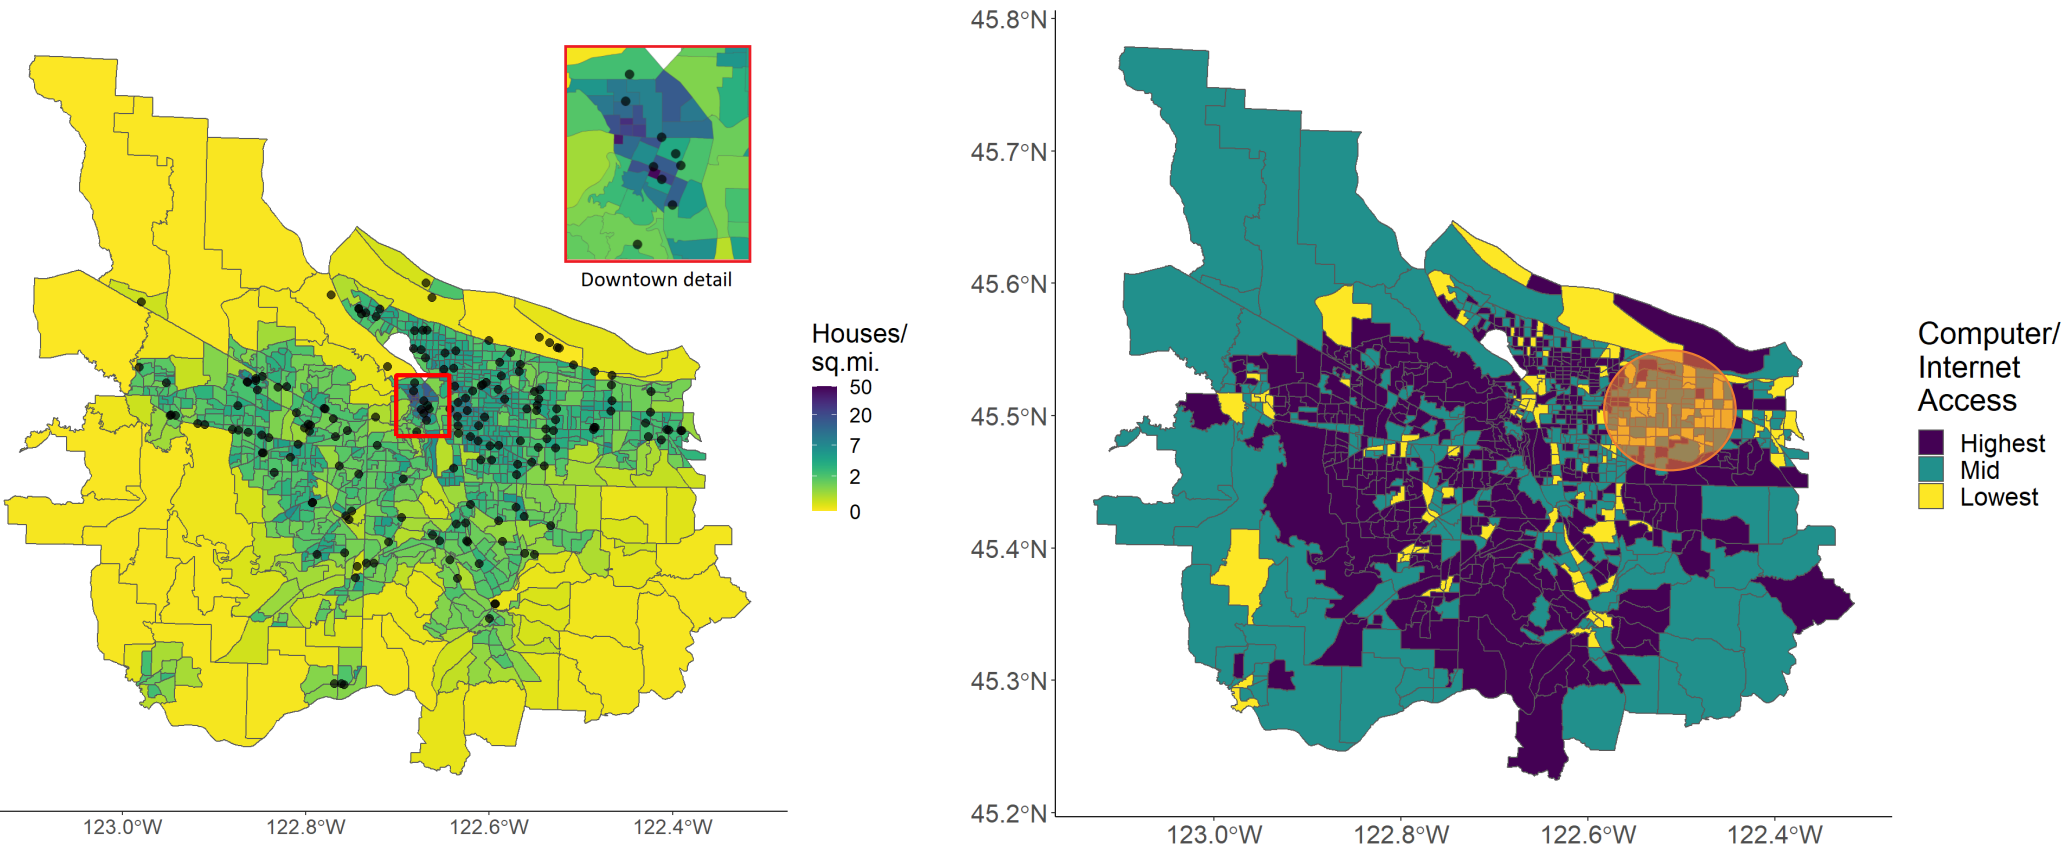 Downtown detail
Houses/
sq.mi.
50
20
7
2
0
123.0°W 122.8°W 122.6°W 122.4°W
45.8°N
45.7°N
45.6°N
45.5°N
45.4°N
45.3°N
45.2°N
123.0°W 122.8°W 122.6°W 122.4°W
Computer/
Internet
Access
Highest
Mid
Lowest